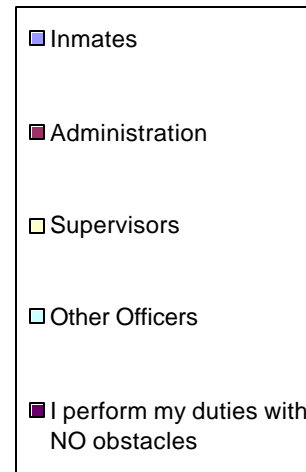 Inmates
Administration
Supervisors
Other Officers
I perform my duties with
NO obstacles